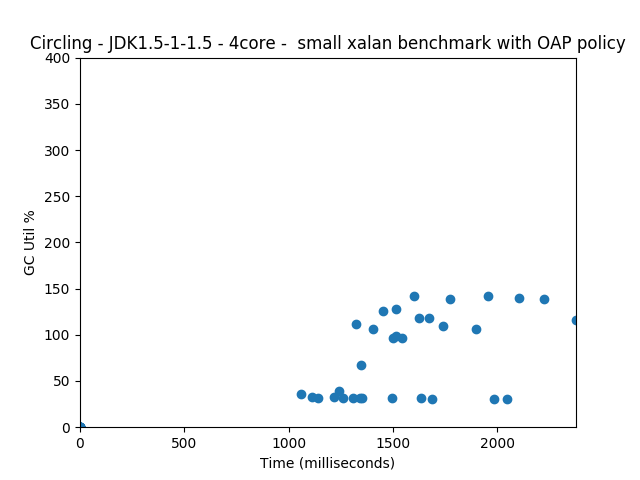 Circling - JDK1.5-1-1.5 - 4core -  small xalan benchmark with OAP policy
400
350
300
250
200
150
100
50
0
GC Util %
0 500 1000 1500 2000
Time (milliseconds)